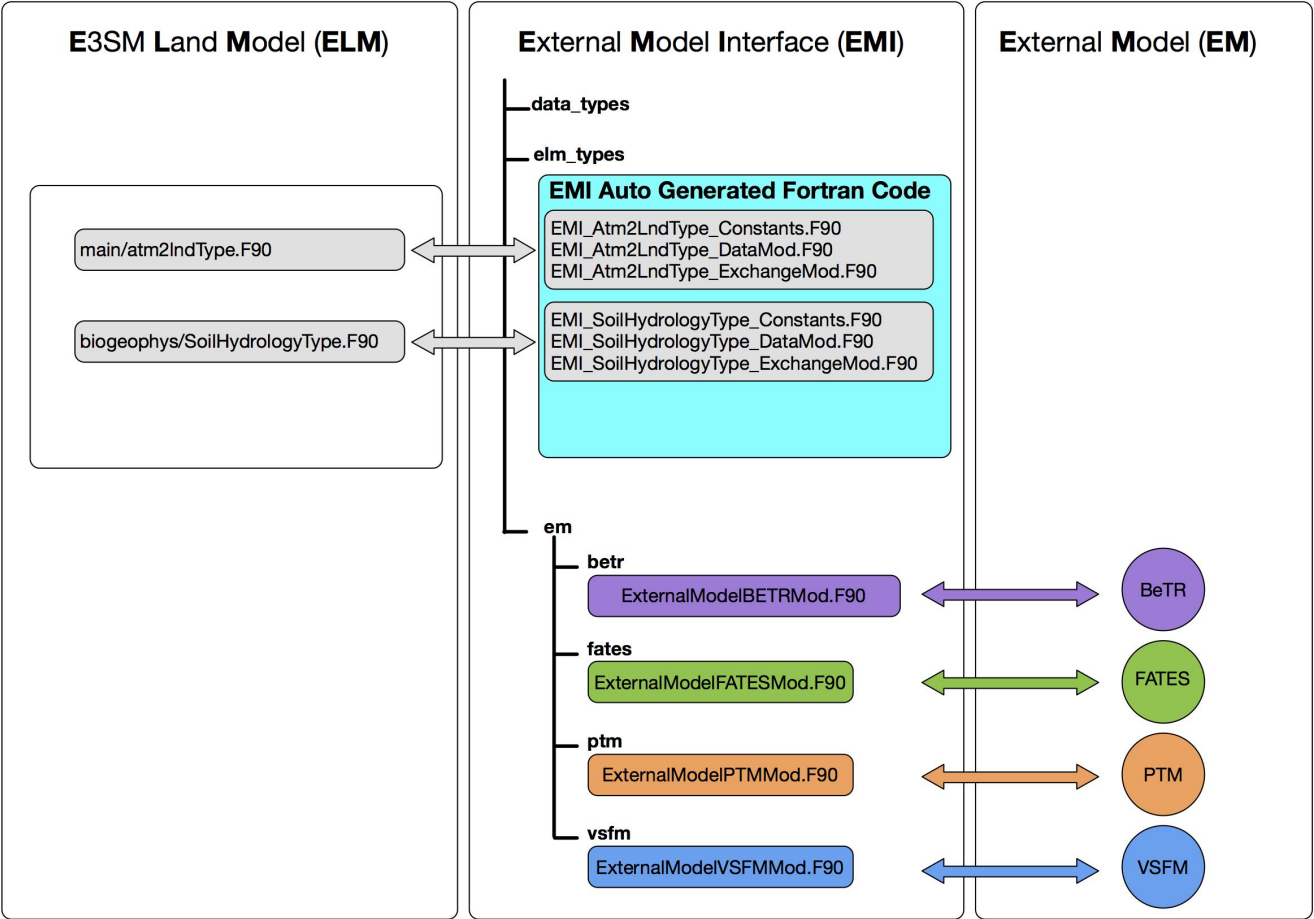 E3SM Land Model (ELM)
External Model Interface (EMI)
External Model (EM)
data_types
elm_types
EMI Auto Generated Fortran Code
main/atm2lndType.F90
EMI_Atm2LndType_Constants.F90
EMI_Atm2LndType_DataMod.F90
EMI_Atm2LndType_ExchangeMod.F90
biogeophys/SoilHydrologyType.F90
EMI_SoilHydrologyType_Constants.F90
EMI_SoilHydrologyType_DataMod.F90
EMI_SoilHydrologyType_ExchangeMod.F90
em
betr
ExternalModelBETRMod.F90
BeTR
fates
ExternalModelFATESMod.F90
FATES
ptm
ExternalModelPTMMod.F90
PTM
vsfm
ExternalModelVSFMMod.F90
VSFM